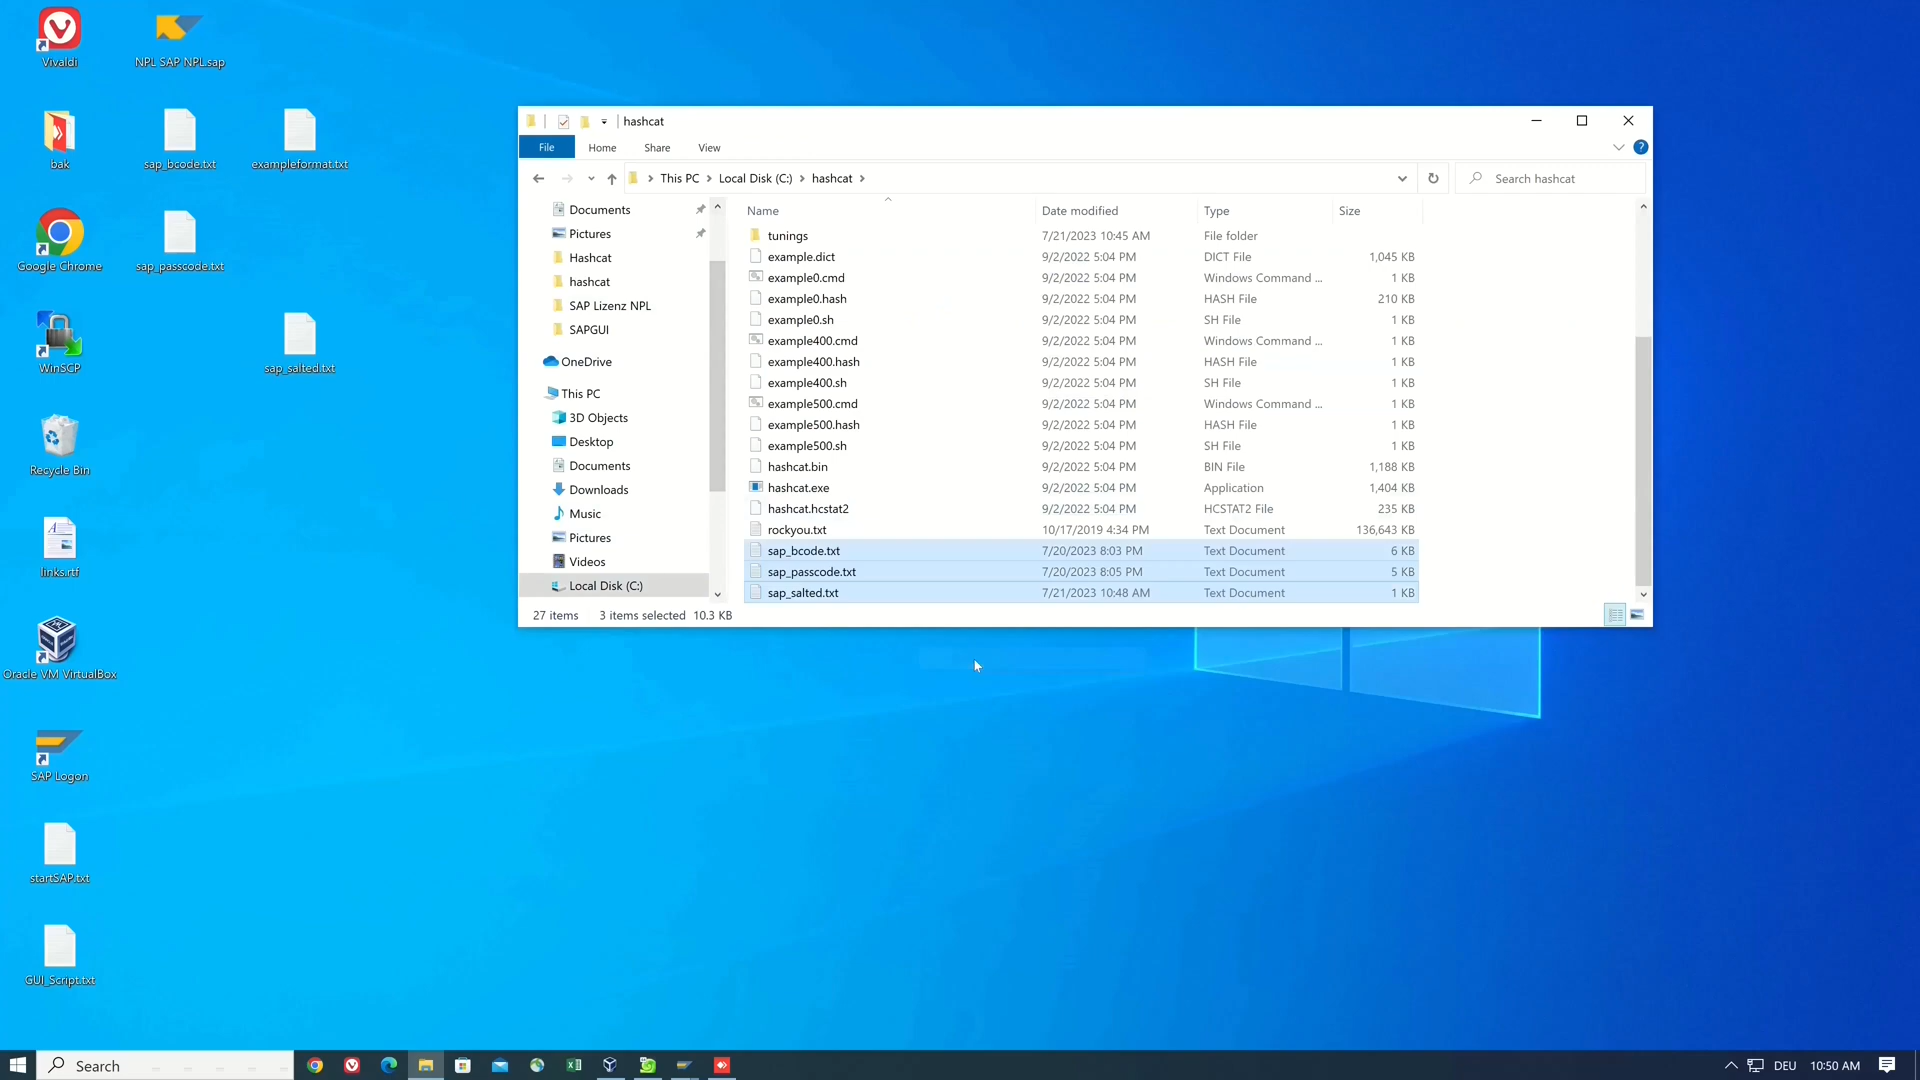 Vivaldi
NPL SAP NPL.sap
bak
sap_bcode.txt
exampleformat.txt
Google Chrome
sap_passcode.txt
WinSCP
sap_salted.txt
Recycle Bin
links.rtf
Oracle VM VirtualBox
SAP Logon
startSAP.txt
GUI_Script.txt
hashcat
File Home Share View
This PC Local Disk (C:) hashcat
Search hashcat
Documents
Pictures
Hashcat
hashcat
SAP Lizenz NPL
SAPGUI
OneDrive
This PC
3D Objects
Desktop
Documents
Downloads
Music
Pictures
Videos
Local Disk (C:)
Name Date modified Type Size
tunings 7/21/2023 10:45 AM File folder
example.dict 9/2/2022 5:04 PM DICT File 1,045 KB
example0.cmd 9/2/2022 5:04 PM Windows Command ... 1 KB
example0.hash 9/2/2022 5:04 PM HASH File 210 KB
example0.sh 9/2/2022 5:04 PM SH File 1 KB
example400.cmd 9/2/2022 5:04 PM Windows Command ... 1 KB
example400.hash 9/2/2022 5:04 PM HASH File 1 KB
example400.sh 9/2/2022 5:04 PM SH File 1 KB
example500.cmd 9/2/2022 5:04 PM Windows Command ... 1 KB
example500.hash 9/2/2022 5:04 PM HASH File 1 KB
example500.sh 9/2/2022 5:04 PM SH File 1 KB
hashcat.bin 9/2/2022 5:04 PM BIN File 1,188 KB
hashcat.exe 9/2/2022 5:04 PM Application 1,404 KB
hashcat.hcstat2 9/2/2022 5:04 PM HCSTAT2 File 235 KB
rockyou.txt 10/17/2019 4:34 PM Text Document 136,643 KB
sap_bcode.txt 7/20/2023 8:03 PM Text Document 6 KB
sap_passcode.txt 7/20/2023 8:05 PM Text Document 5 KB
sap_salted.txt 7/21/2023 10:48 AM Text Document 1 KB
27 items 3 items selected 10.3 KB
Search
DEU 10:50 AM